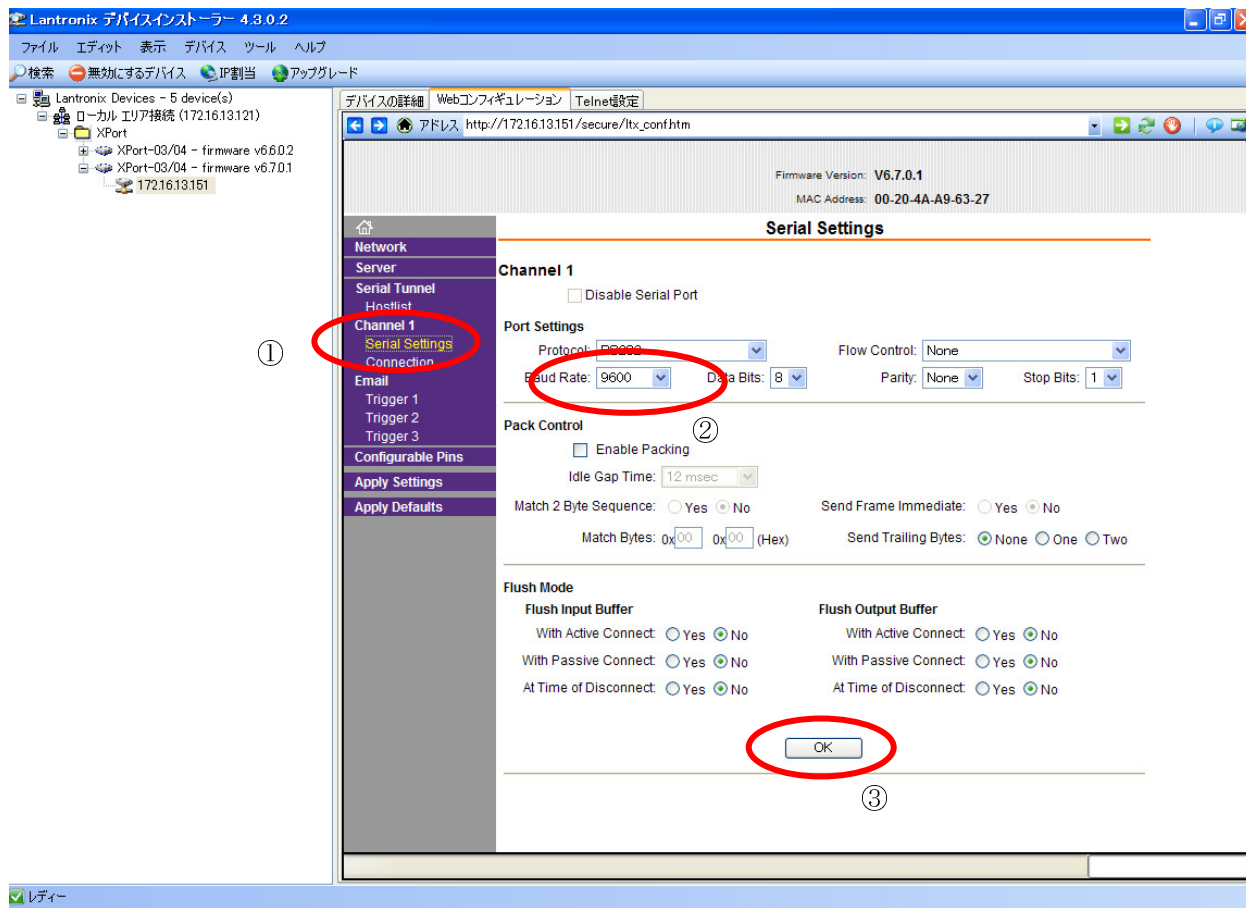 Lantronix デバイスインストーラー 4.3.0.2
ファイル エディット 表示 デバイス ツール ヘルプ
検索 無効にするデバイス IP割当 アップグレード
Lantronix Devices - 5 device(s)
ローカル エリア接続 (172.16.13.121)
XPort
XPort-03/04 - firmware v6.6.0.2
XPort-03/04 - firmware v6.7.0.1
172.16.13.151
デバイスの詳細 Webコンフィギュレーション Telnet設定
アドレス http://172.16.13.151/secure/ltx_conf.htm
Firmware Version: V6.7.0.1
MAC Address: 00-20-4A-A9-63-27
Network
Server
Serial Tunnel
Hostlist
Channel 1
Serial Settings
Connection
Email
Trigger 1
Trigger 2
Trigger 3
Configurable Pins
Apply Settings
Apply Defaults
①
Serial Settings
Channel 1
Disable Serial Port
Port Settings
Protocol: RS232 Flow Control: None
Baud Rate: 9600 Data Bits: 8 Parity: None Stop Bits: 1
②
Pack Control
Enable Packing
Idle Gap Time: 12 msec
Match 2 Byte Sequence: Yes No Send Frame Immediate: Yes No
Match Bytes: 0x00 0x00 (Hex) Send Trailing Bytes: None One Two
Flush Mode
Flush Input Buffer Flush Output Buffer
With Active Connect: Yes No With Active Connect: Yes No
With Passive Connect: Yes No With Passive Connect: Yes No
At Time of Disconnect: Yes No At Time of Disconnect: Yes No
OK
③
レディー